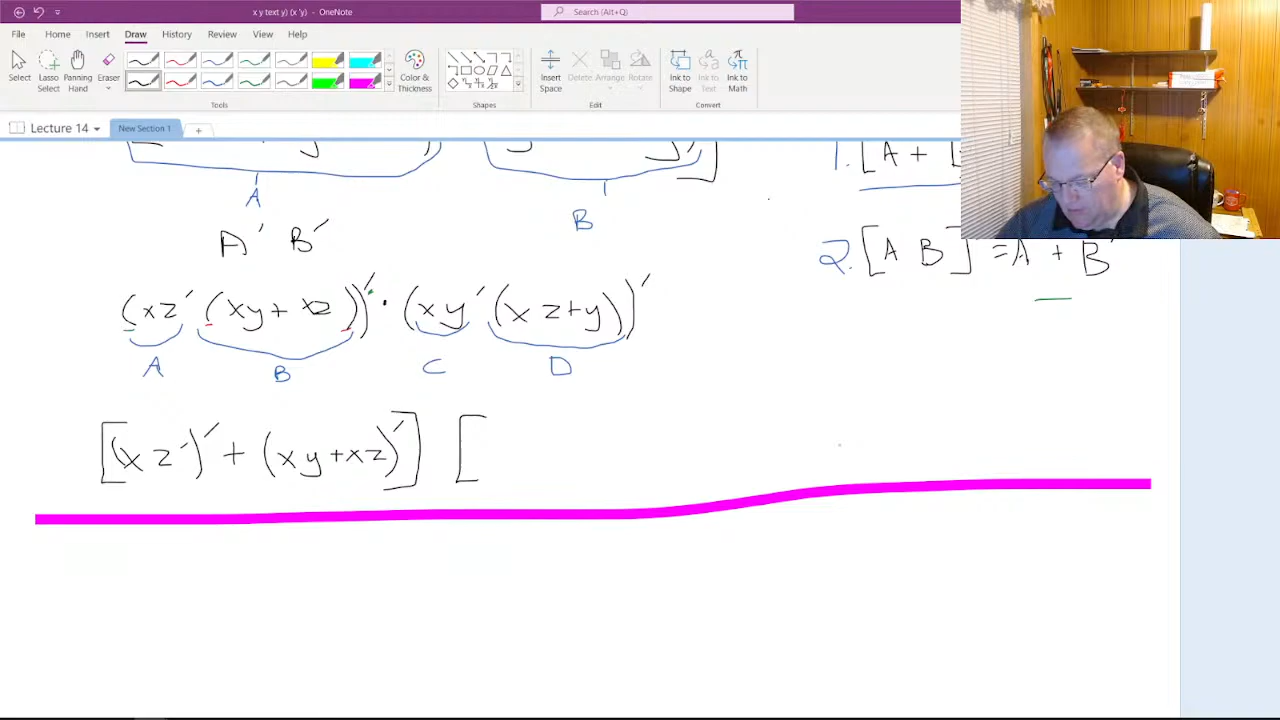 x y text y) (x 'y) - OneNote
Search (Alt+Q)
File Home Insert Draw History Review View Help
Select Lasso Select Panning Hand Eraser Color & Thickness Shapes Insert Space Delete Arrange Rotate Ink to Shape Ink to Text Ink to Math
Tools Shapes Edit Convert
Lecture 14 New Section 1 +
1. [A +
A
B
A' B'
2. [A B] = A + B'
(xz'(xy+xz))' · (xy'(xz+y))'
A B C D
[(xz')' + (xy+xz)'] [